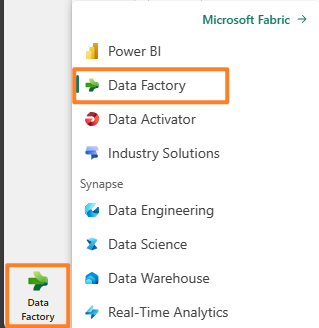 Microsoft Fabric →
Power BI
Data Factory
Data Activator
Industry Solutions
Synapse
Data Engineering
Data Science
Data Warehouse
Real-Time Analytics
Data
Factory